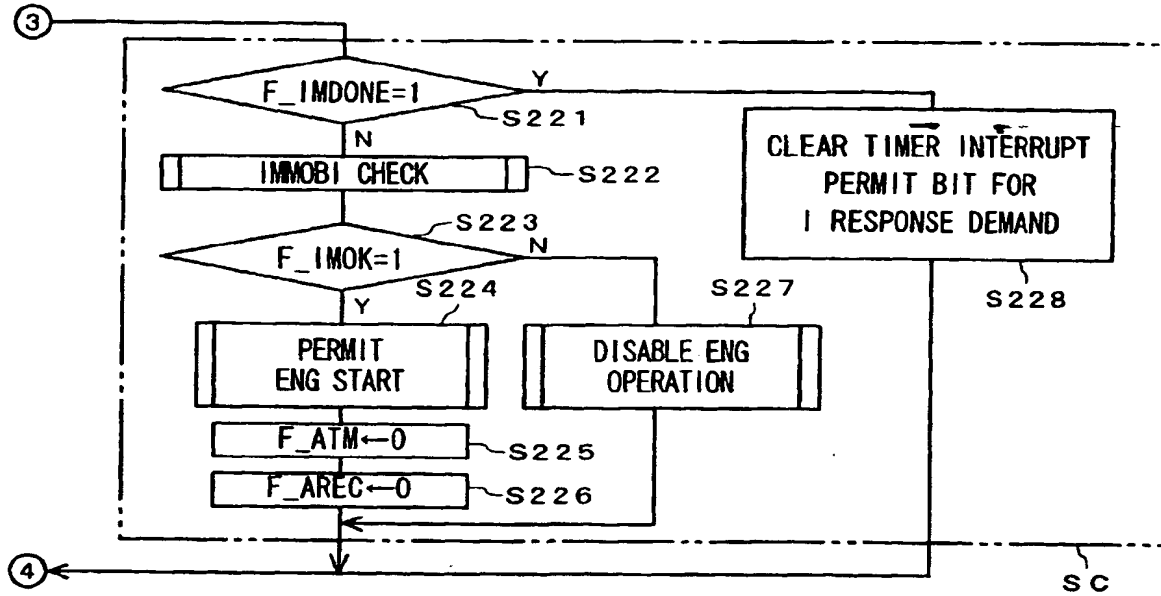 3
F_IMDONE=1
Y
S221
N
CLEAR TIMER INTERRUPT
PERMIT BIT FOR
I RESPONSE DEMAND
S228
IMMOBI CHECK
S222
S223
F_IMOK=1
N
S224
Y
S227
PERMIT
ENG START
DISABLE ENG
OPERATION
F_ATM←0
S225
F_AREC←0
S226
4
SC